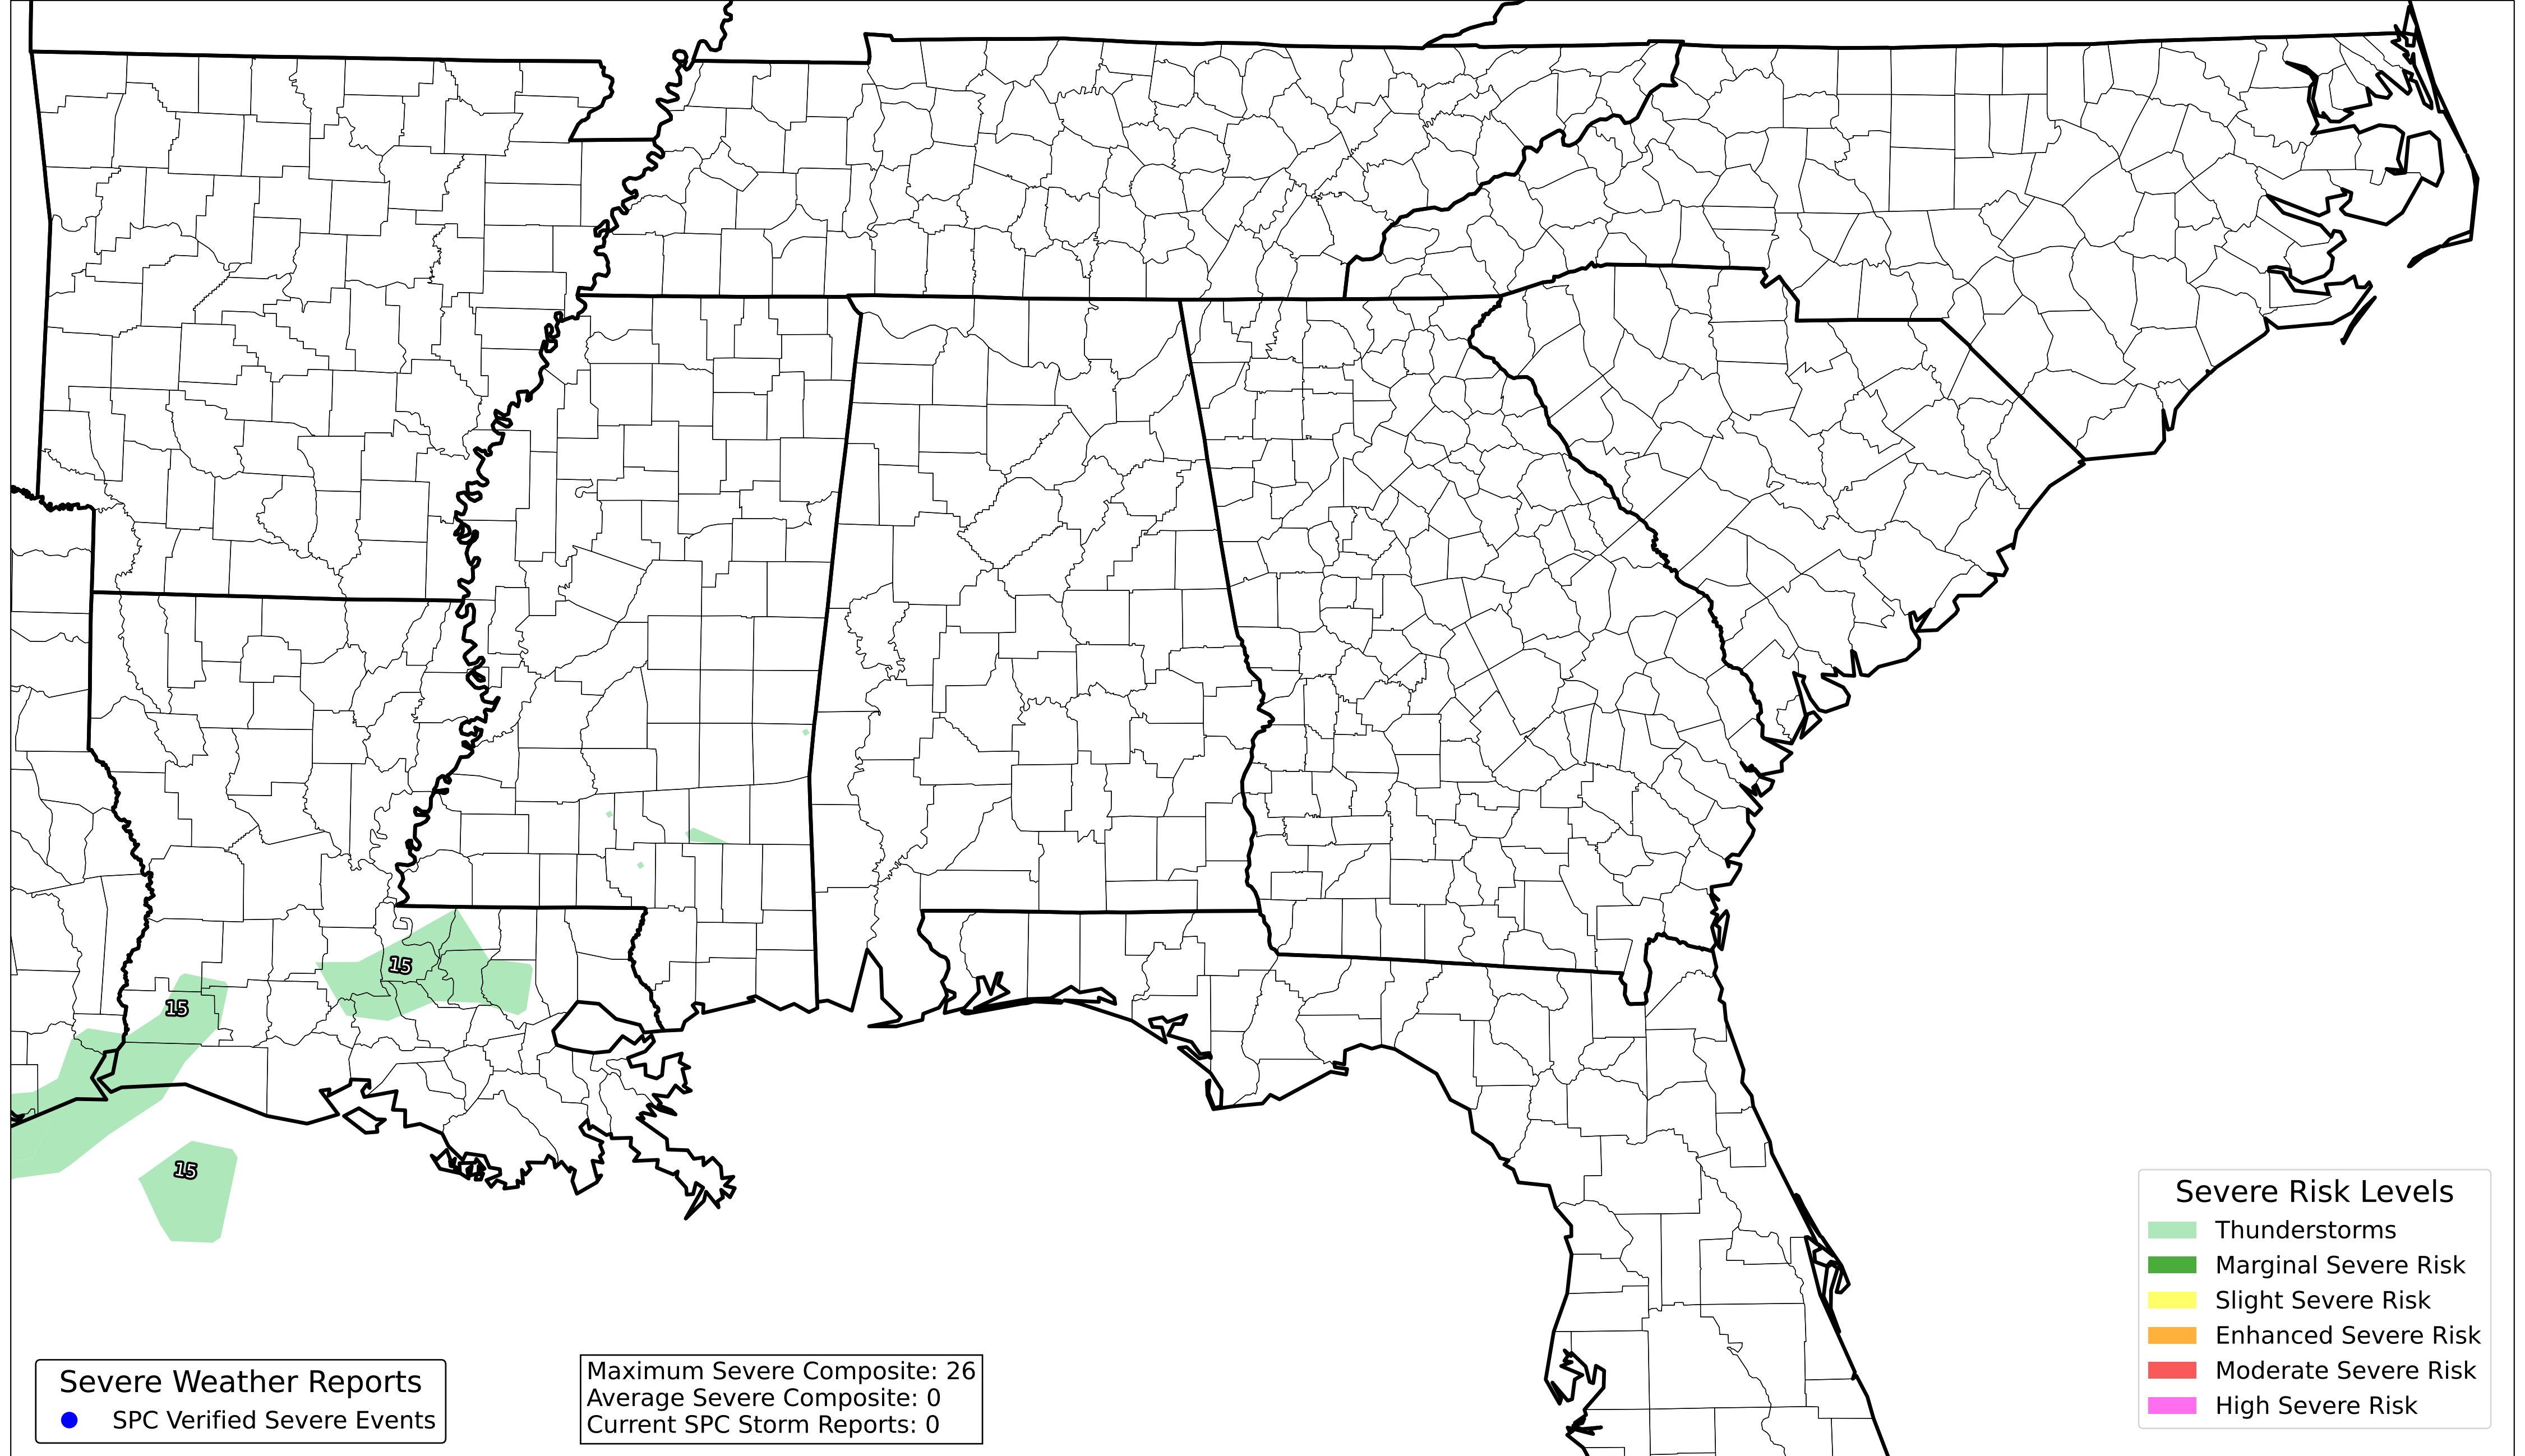 15
15
15
Severe Risk Levels
Thunderstorms
Marginal Severe Risk
Slight Severe Risk
Enhanced Severe Risk
Moderate Severe Risk
High Severe Risk
Severe Weather Reports
SPC Verified Severe Events
Maximum Severe Composite: 26
Average Severe Composite: 0
Current SPC Storm Reports: 0